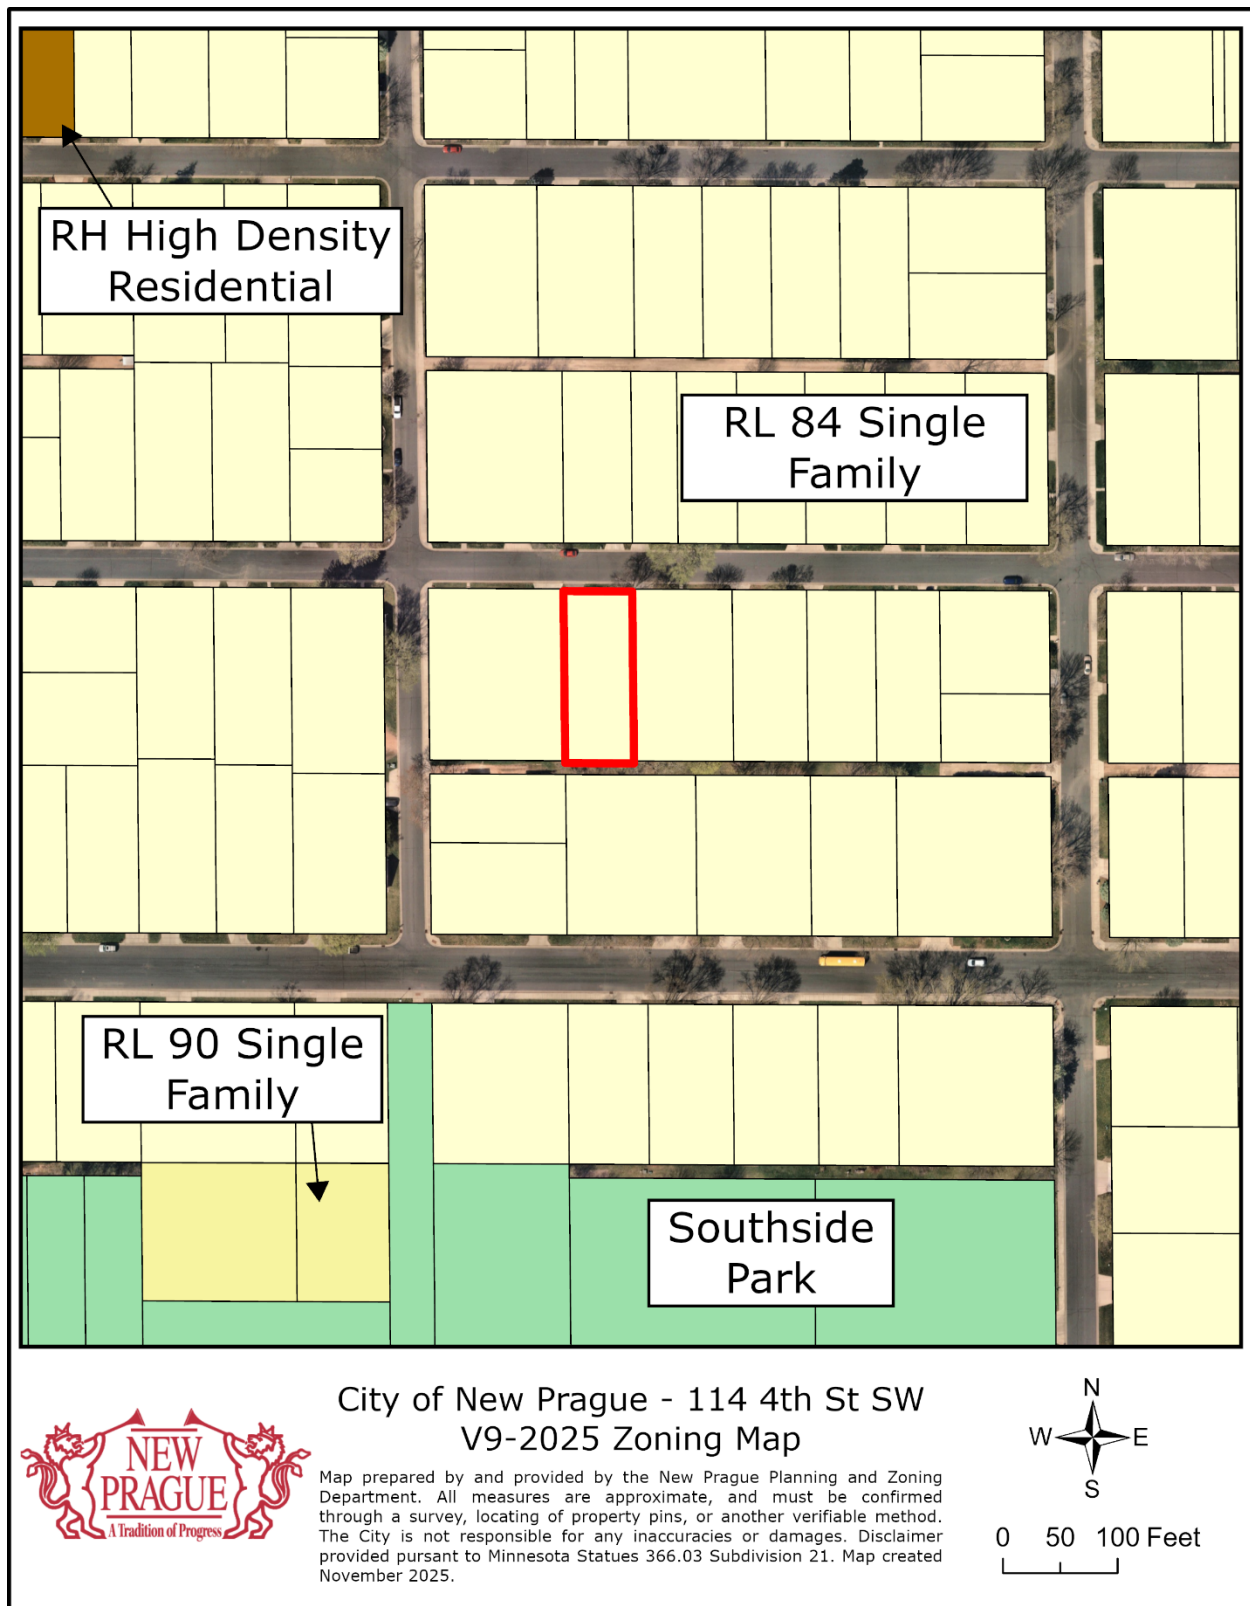 RH High Density
Residential
RL 84 Single
Family
RL 90 Single
Family
Southside
Park
NEW
PRAGUE
A Tradition of Progress
City of New Prague - 114 4th St SW
V9-2025 Zoning Map
Map prepared by and provided by the New Prague Planning and Zoning
Department. All measures are approximate, and must be confirmed
through a survey, locating of property pins, or another verifiable method.
The City is not responsible for any inaccuracies or damages. Disclaimer
provided pursant to Minnesota Statues 366.03 Subdivision 21. Map created
November 2025.
N
W E
S
0 50 100 Feet